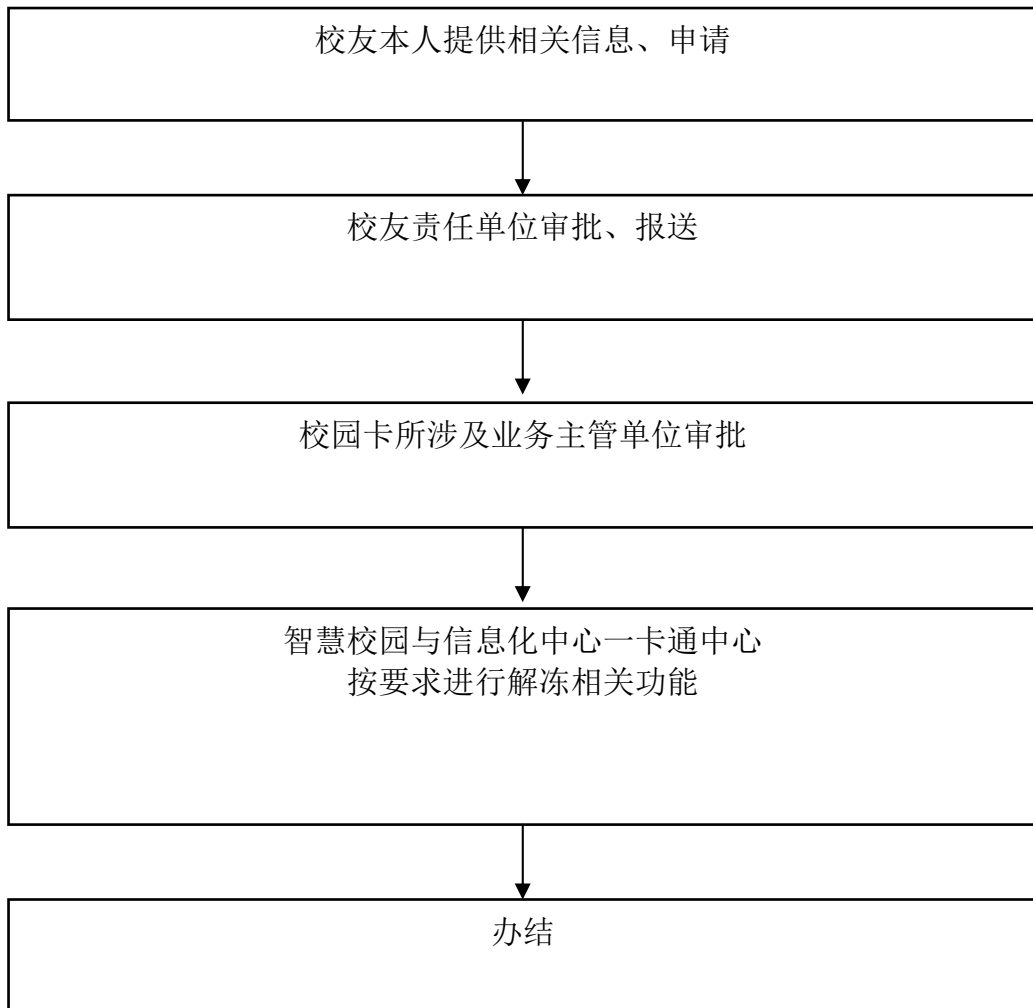 校友本人提供相关信息、申请
校友责任单位审批、报送
校园卡所涉及业务主管单位审批
智慧校园与信息化中心一卡通中心
按要求进行解冻相关功能
办结